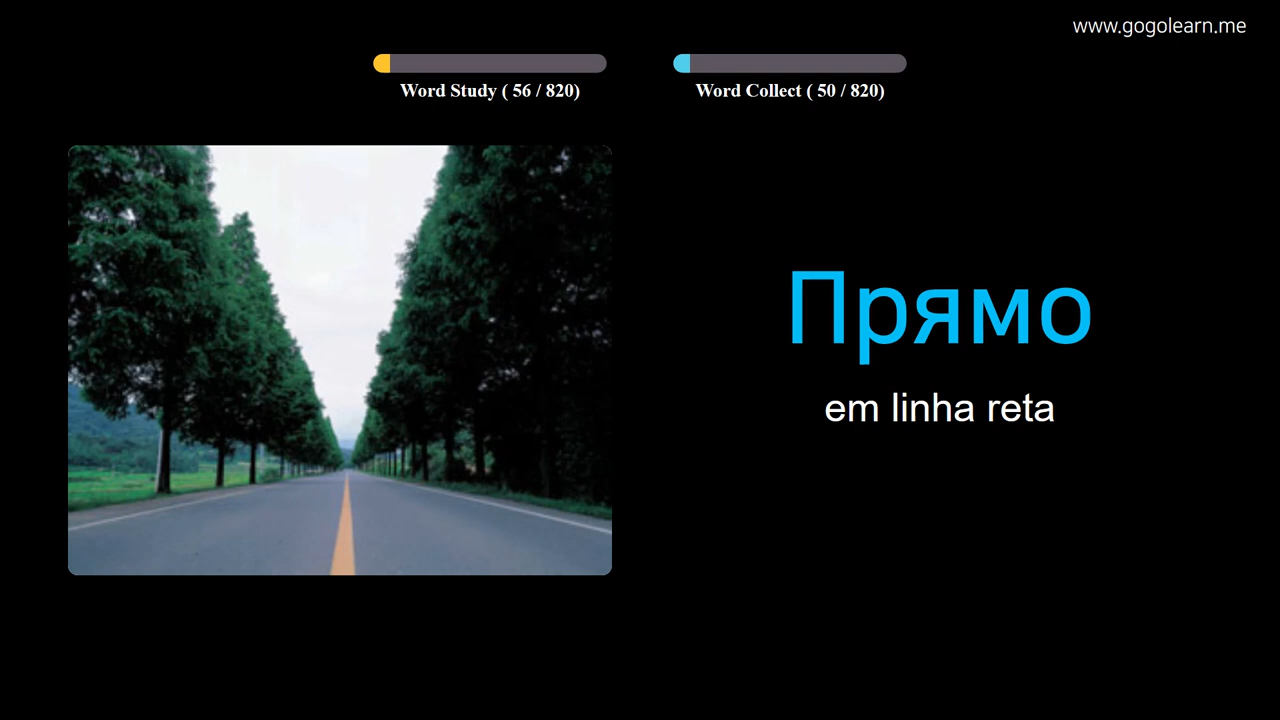 www.gogolearn.me
Word Study ( 56 / 820)
Word Collect ( 50 / 820)
Прямо
em linha reta